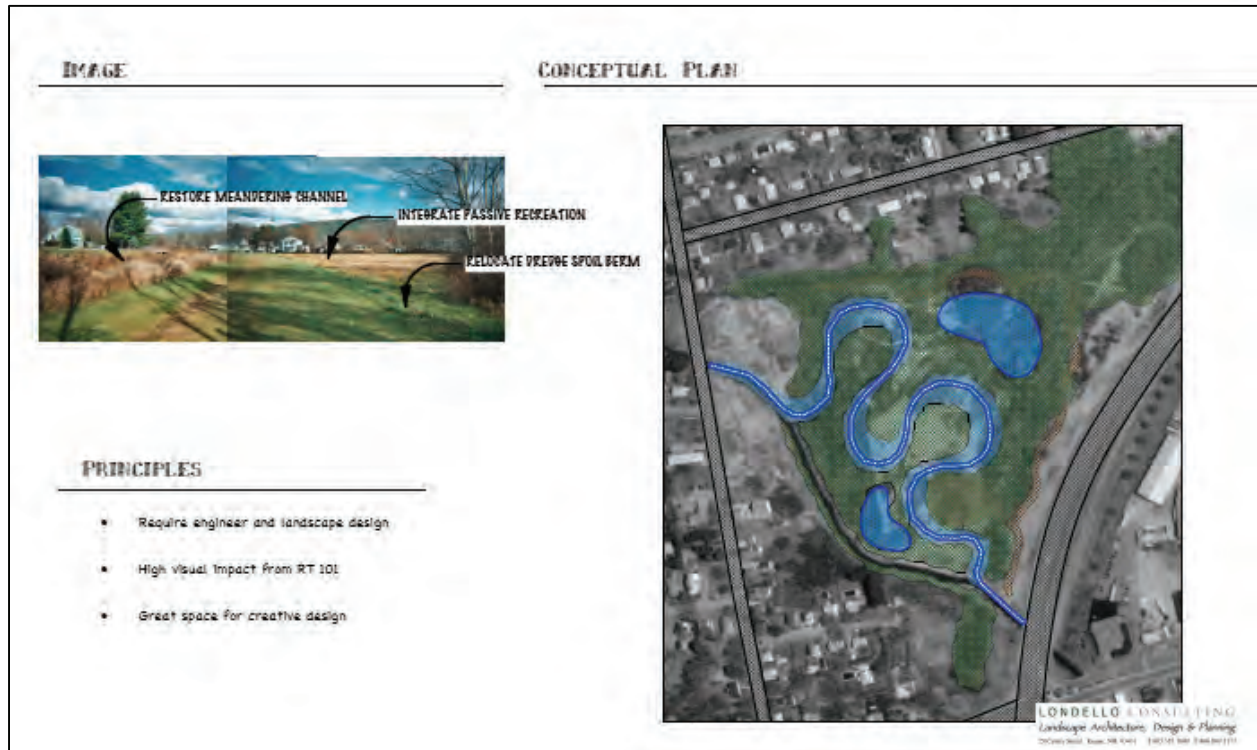 IMAGE
CONCEPTUAL PLAN
RESTORE MEANDERING CHANNEL
INTEGRATE PASSIVE RECREATION
RELOCATE DREDGE SPOIL BERM
PRINCIPLES
• Require engineer and landscape design
• High visual impact from RT 101
• Great space for creative design
LONDELLO CONSULTING
Landscape Architecture, Design & Planning